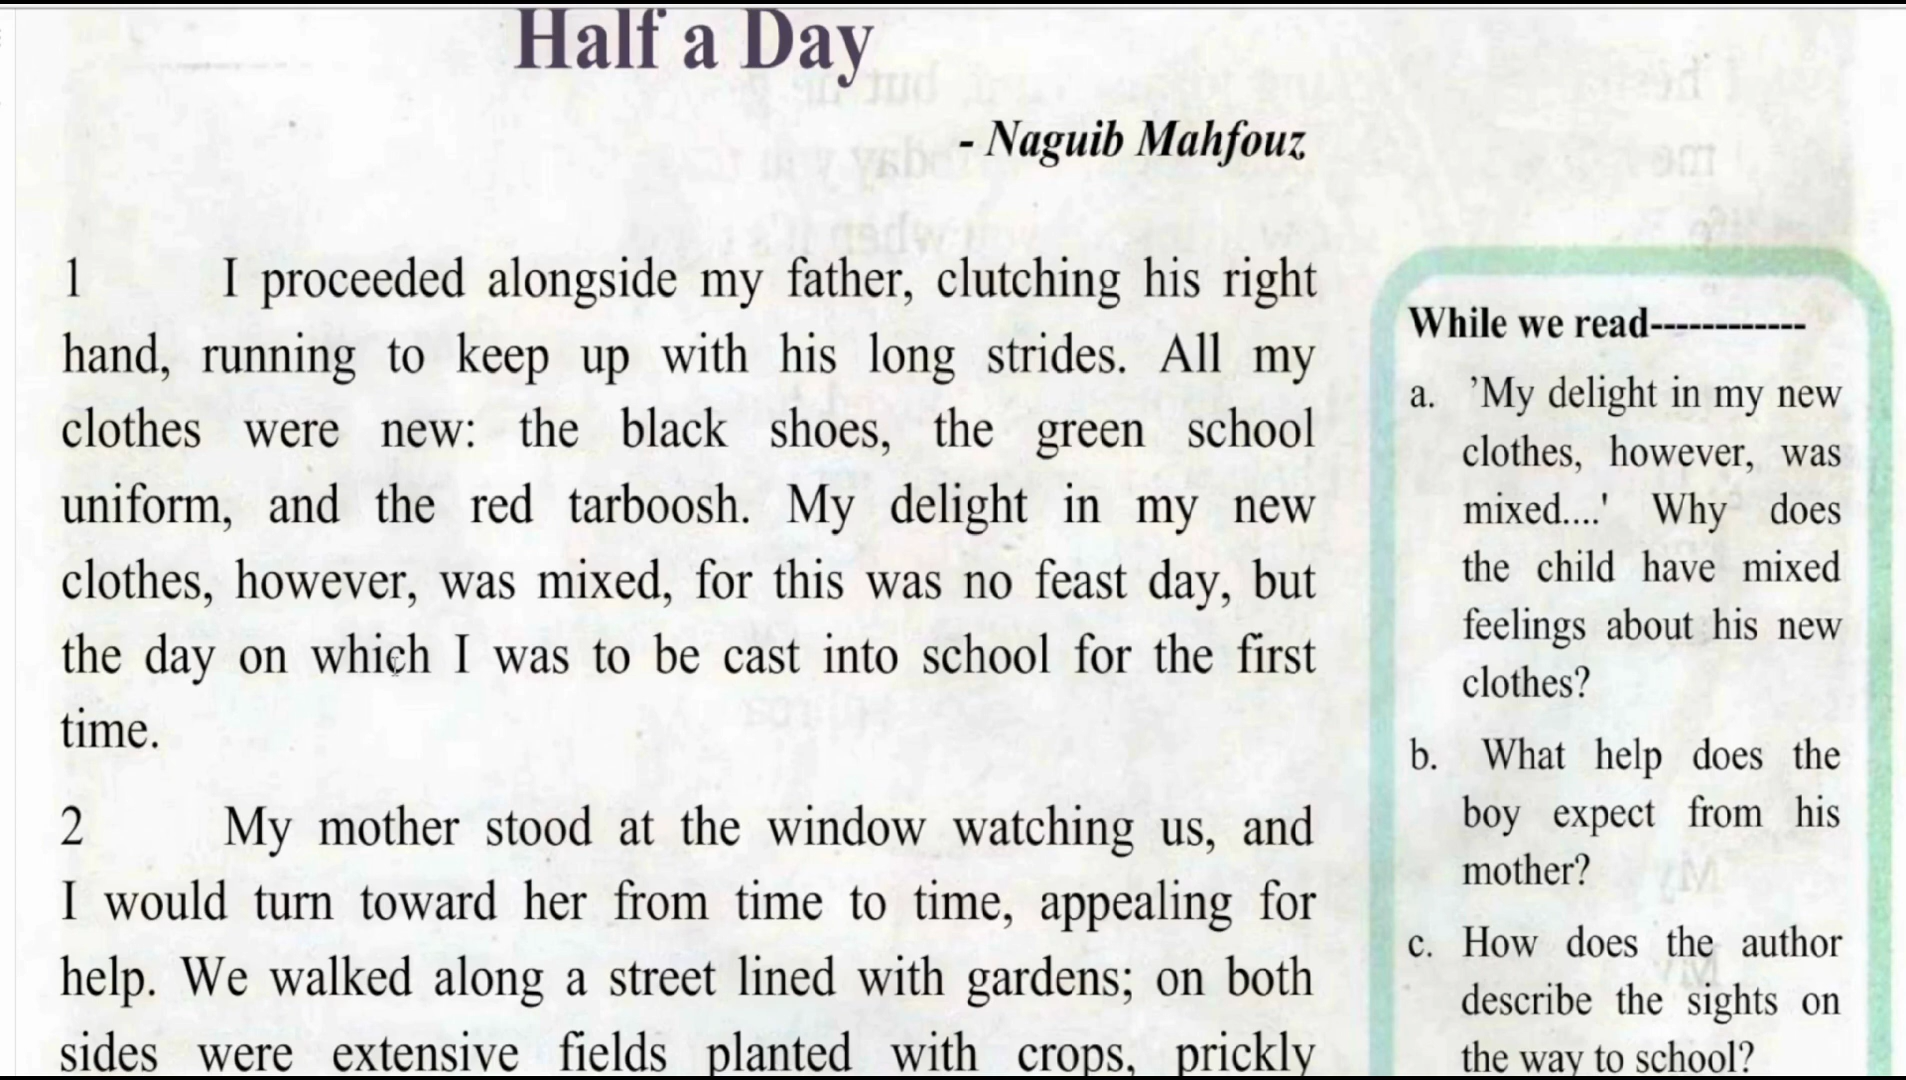 Half a Day
- Naguib Mahfouz
1 I proceeded alongside my father, clutching his right
hand, running to keep up with his long strides. All my
clothes were new: the black shoes, the green school
uniform, and the red tarboosh. My delight in my new
clothes, however, was mixed, for this was no feast day, but
the day on which I was to be cast into school for the first
time.
2 My mother stood at the window watching us, and
I would turn toward her from time to time, appealing for
help. We walked along a street lined with gardens; on both
sides were extensive fields planted with crops, prickly
While we read------------
a. ’My delight in my new
clothes, however, was
mixed....' Why does
the child have mixed
feelings about his new
clothes?
b. What help does the
boy expect from his
mother?
c. How does the author
describe the sights on
the way to school?